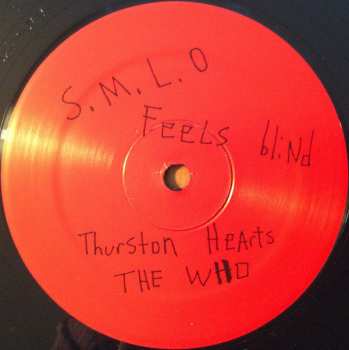 S.M.L.O
FEELS bliNd
Thurston HeArts
THE WHO